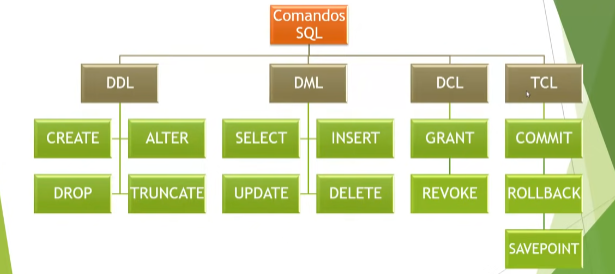 Comandos
SQL
DDL
DML
DCL
TCL
CREATE
ALTER
SELECT
INSERT
GRANT
COMMIT
DROP
TRUNCATE
UPDATE
DELETE
REVOKE
ROLLBACK
SAVEPOINT